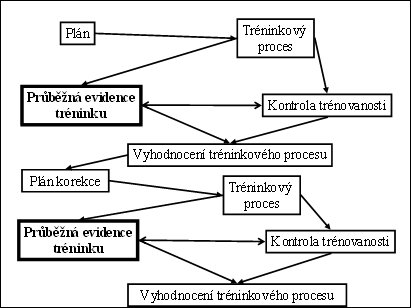 Plán
Tréninkový
proces
Průběžná evidence
tréninku
Kontrola trénovanosti
Vyhodnocení tréninkového procesu
Plán korekce
Tréninkový
proces
Průběžná evidence
tréninku
Kontrola trénovanosti
Vyhodnocení tréninkového procesu